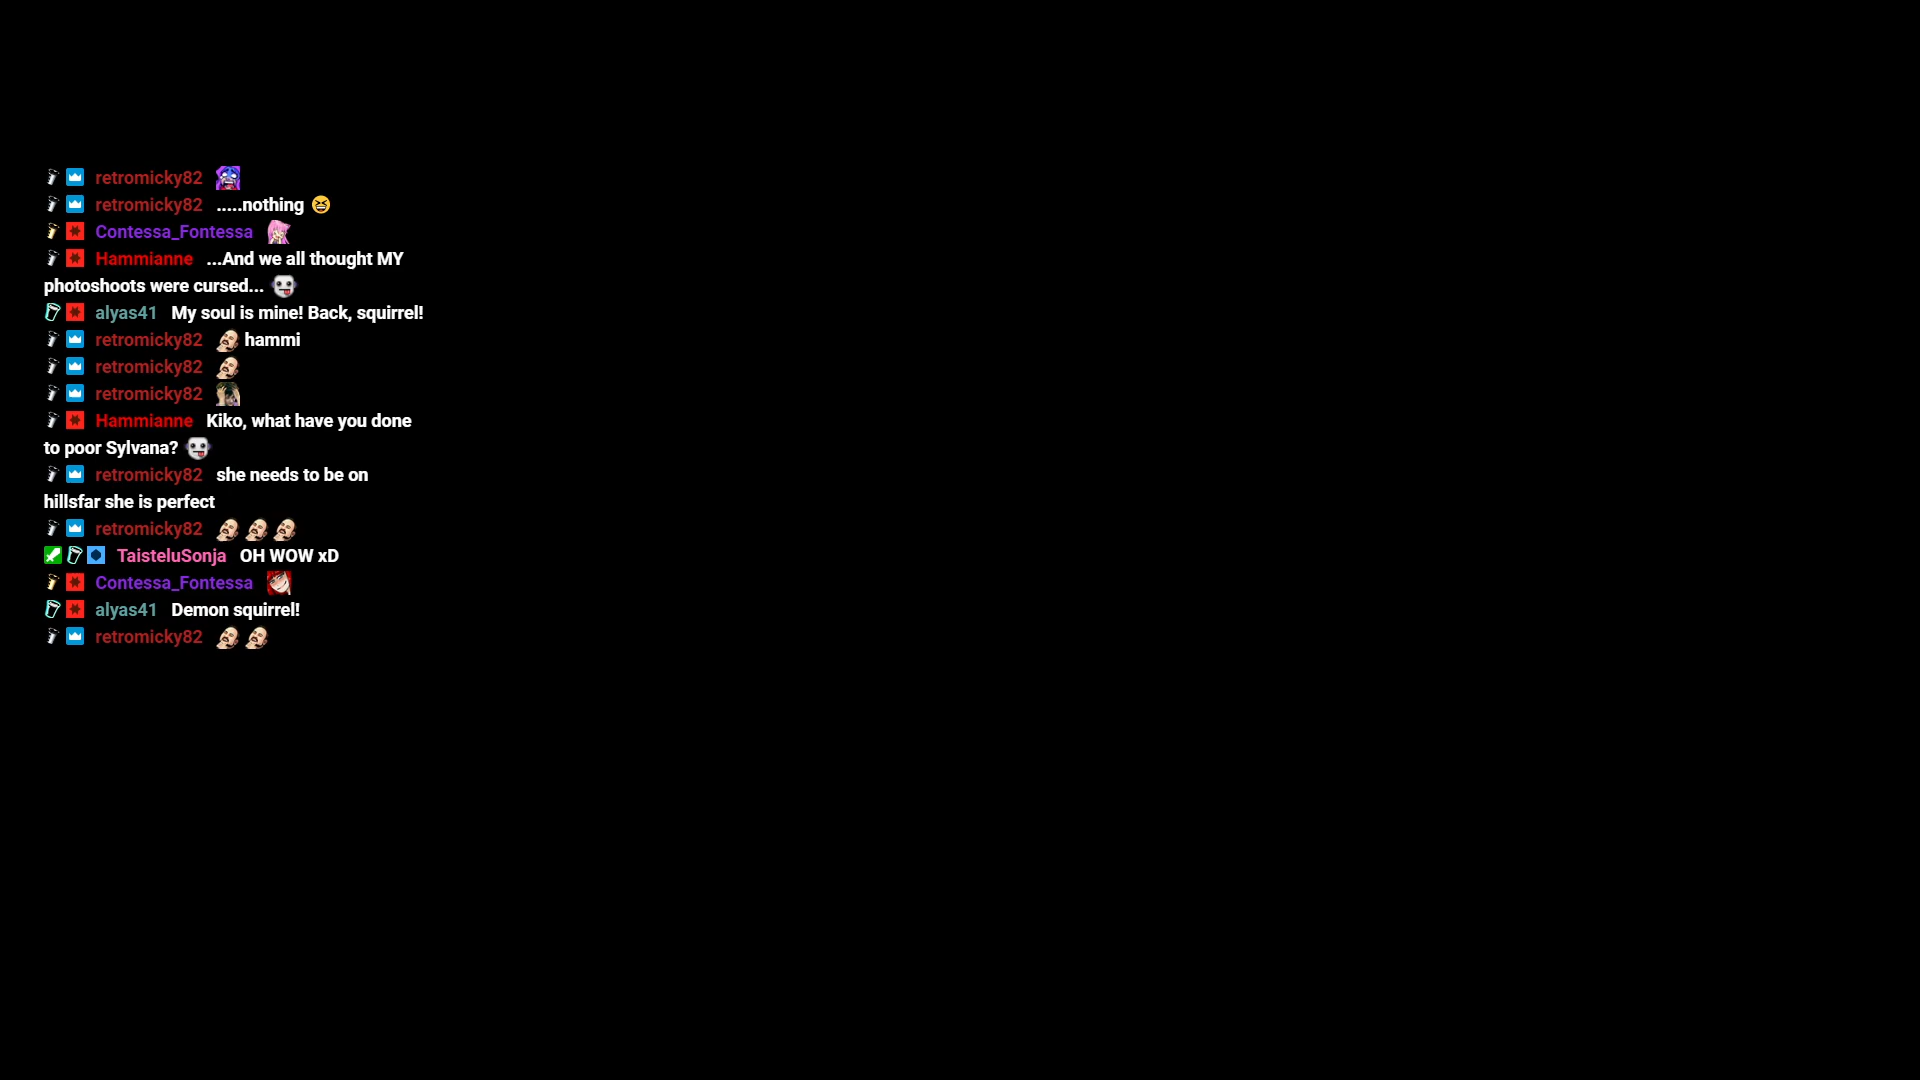 retromicky82
retromicky82 .....nothing 😆
Contessa_Fontessa
Hammianne ...And we all thought MY
photoshoots were cursed...
alyas41 My soul is mine! Back, squirrel!
retromicky82 hammi
retromicky82
retromicky82
Hammianne Kiko, what have you done
to poor Sylvana?
retromicky82 she needs to be on
hillsfar she is perfect
retromicky82
TaisteluSonja OH WOW xD
Contessa_Fontessa
alyas41 Demon squirrel!
retromicky82